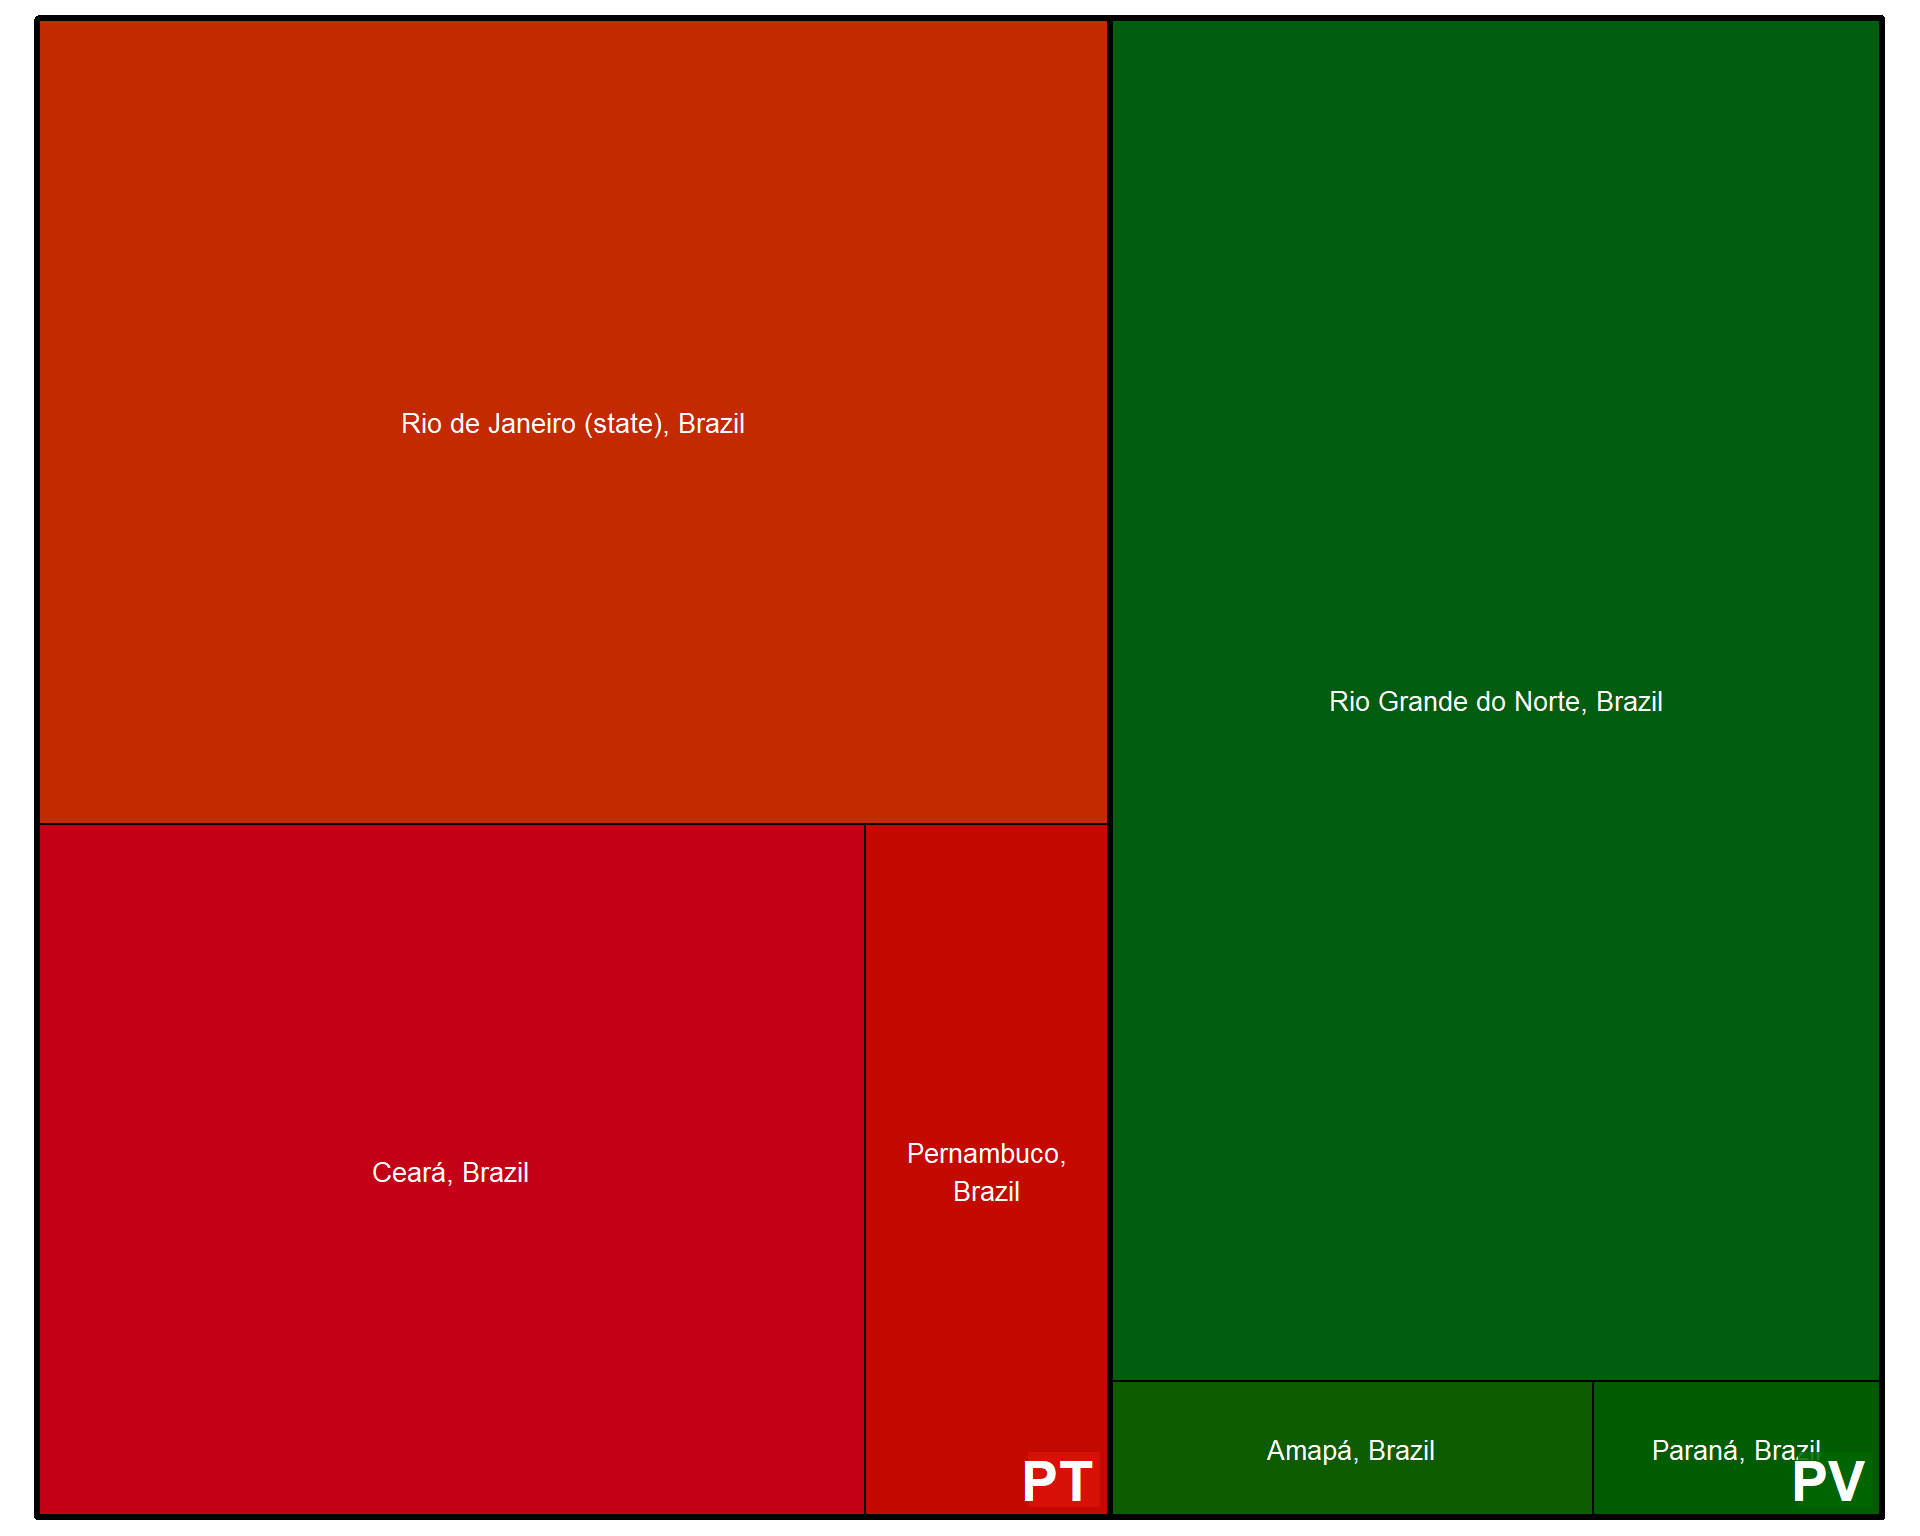 Rio de Janeiro (state), Brazil
Ceará, Brazil
Pernambuco,
Brazil
PT
Rio Grande do Norte, Brazil
Amapá, Brazil
Paraná, Brazil
PV